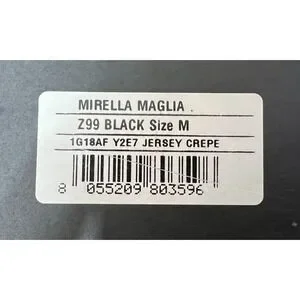 MIRELLA MAGLIA .
Z99 BLACK Size M
1G18AF Y2E7 JERSEY CREPE
8 055209 803596